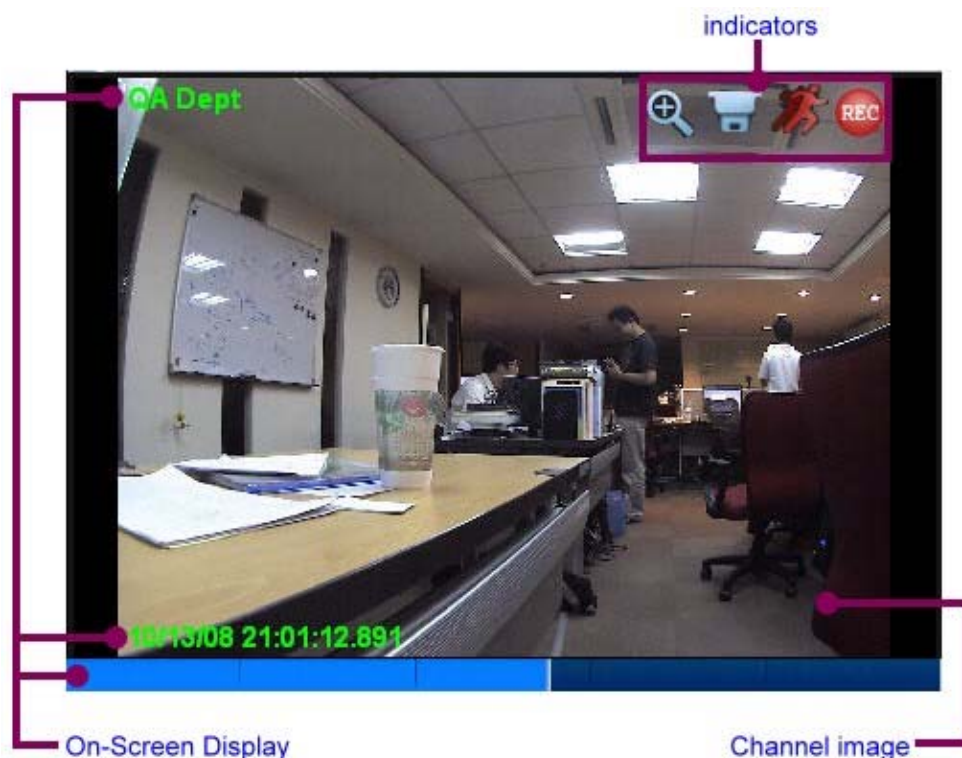 indicators
QA Dept
REC
10/13/08 21:01:12.891
On-Screen Display
Channel image